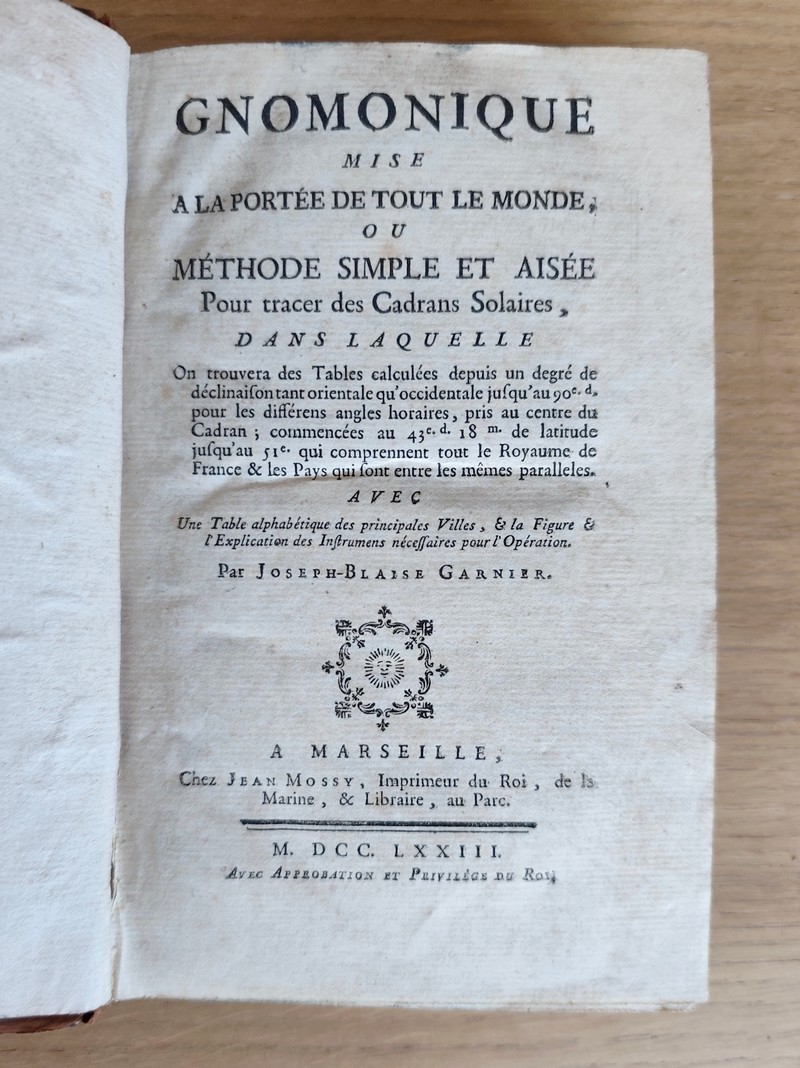 GNOMONIQUE
MISE
A LA PORTÉE DE TOUT LE MONDE,
OU
MÉTHODE SIMPLE ET AISÉE
Pour tracer des Cadrans Solaires,
DANS LAQUELLE
On trouvera des Tables calculées depuis un degré de
déclinaiſon tant orientale qu'occidentale juſqu'au 90e. d.
pour les différens angles horaires, pris au centre du
Cadran ; commencées au 43e. d. 18 m. de latitude
juſqu'au 51e. qui comprennent tout le Royaume de
France & les Pays qui ſont entre les mêmes paralleles.
AVEC
Une Table alphabétique des principales Villes, & la Figure &
l'Explication des Inſtrumens néceſſaires pour l'Opération.
Par JOSEPH-BLAISE GARNIER.
A MARSEILLE,
Chez JEAN MOSSY, Imprimeur du Roi, de la
Marine, & Libraire, au Parc.
M. DCC. LXXIII.
AVEC APPROBATION ET PRIVILÉGE DU ROI,